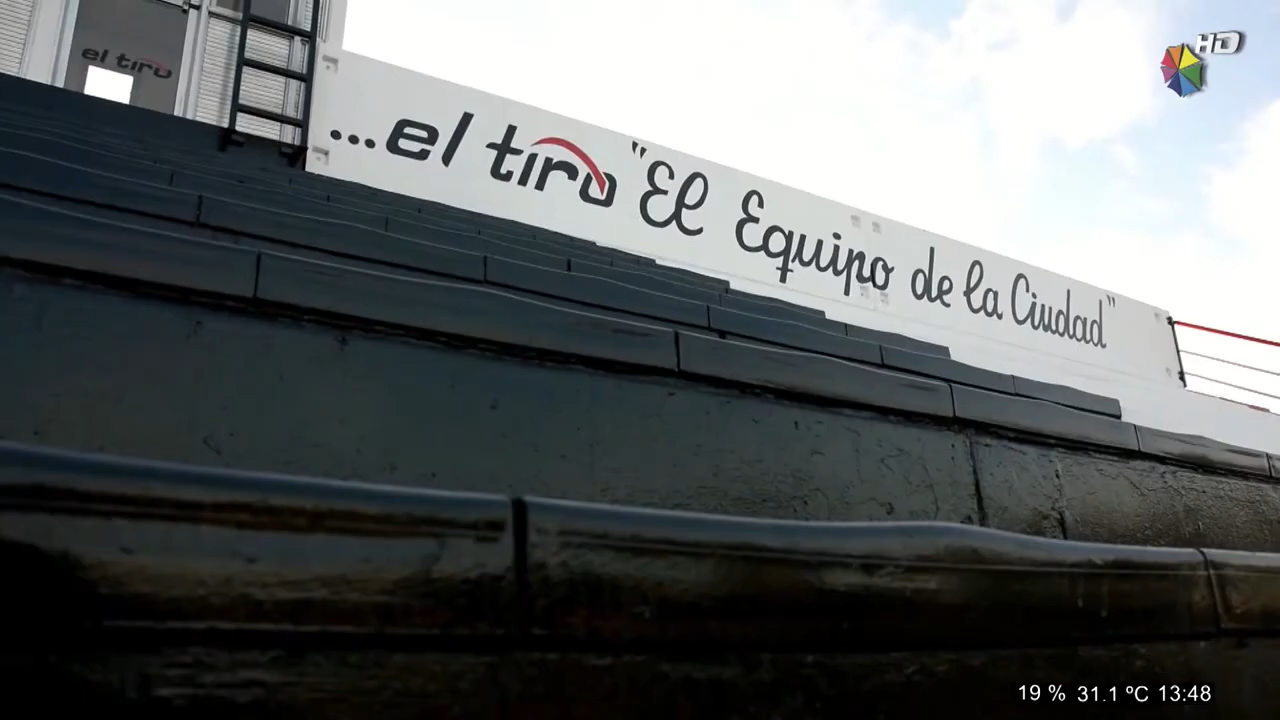 el tiro
...el tiro "El Equipo de la Ciudad"
HD
19 % 31.1 ºC 13:48